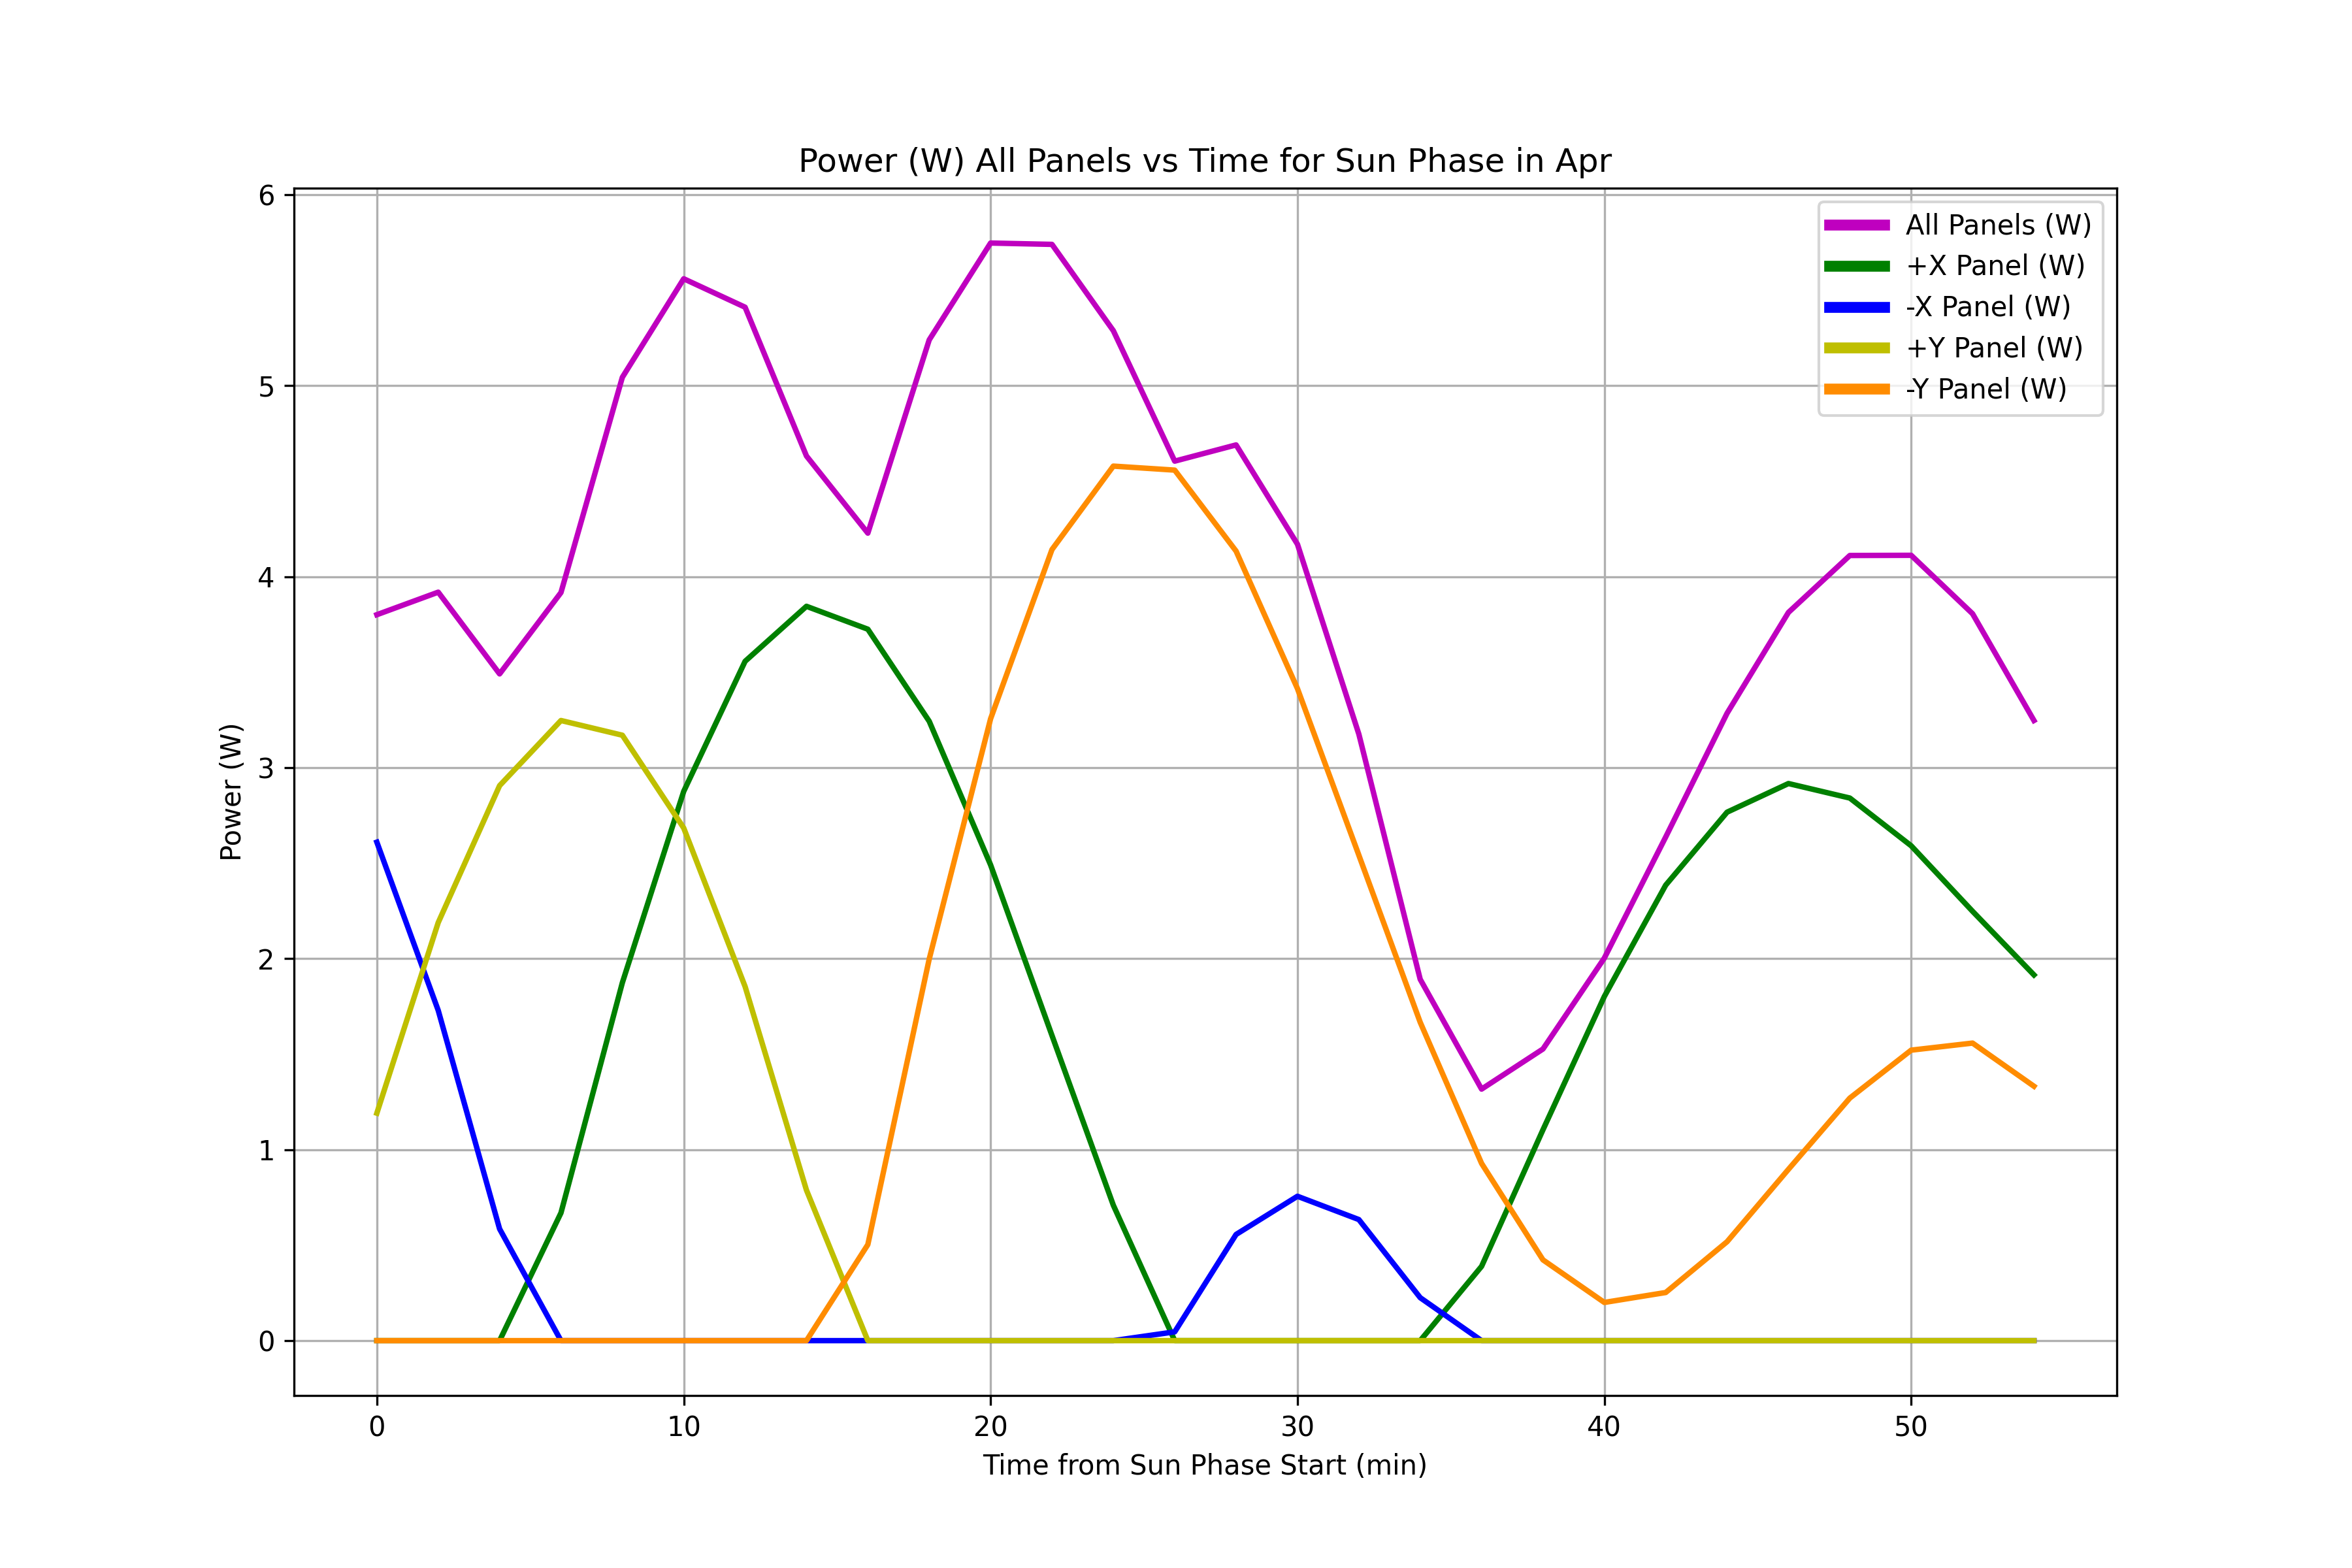 Power (W) All Panels vs Time for Sun Phase in Apr
All Panels (W)
+X Panel (W)
-X Panel (W)
+Y Panel (W)
-Y Panel (W)
Power (W)
6
5
4
3
2
1
0
0 10 20 30 40 50
Time from Sun Phase Start (min)